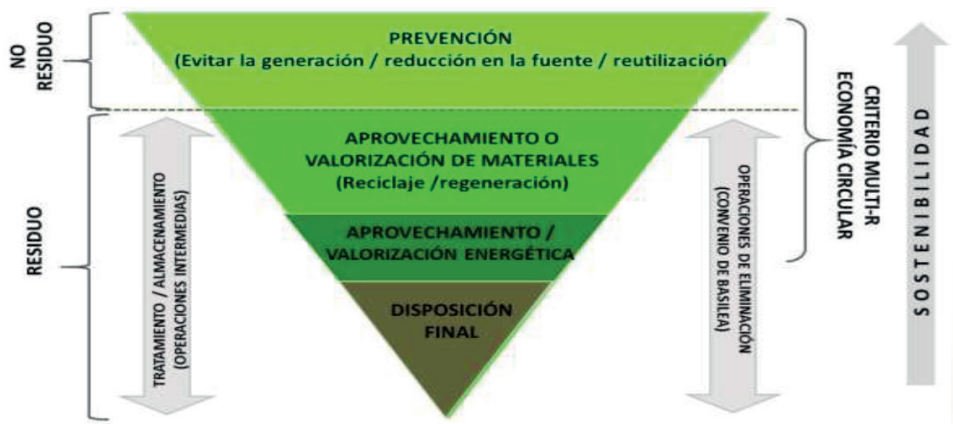 NO
RESIDUO
RESIDUO
TRATAMIENTO / ALMACENAMIENTO
(OPERACIONES INTERMEDIAS)
PREVENCIÓN
(Evitar la generación / reducción en la fuente / reutilización
APROVECHAMIENTO O
VALORIZACIÓN DE MATERIALES
(Reciclaje /regeneración)
APROVECHAMIENTO /
VALORIZACIÓN ENERGÉTICA
DISPOSICIÓN
FINAL
OPERACIONES DE ELIMINACIÓN
(CONVENIO DE BASILEA)
CRITERIO MULTI-R
ECONOMÍA CIRCULAR
SOSTENIBILIDAD